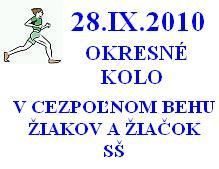 28.IX.2010
OKRESNÉ
KOLO
V CEZPOĽNOM BEHU
ŽIAKOV A ŽIAČOK
SŠ